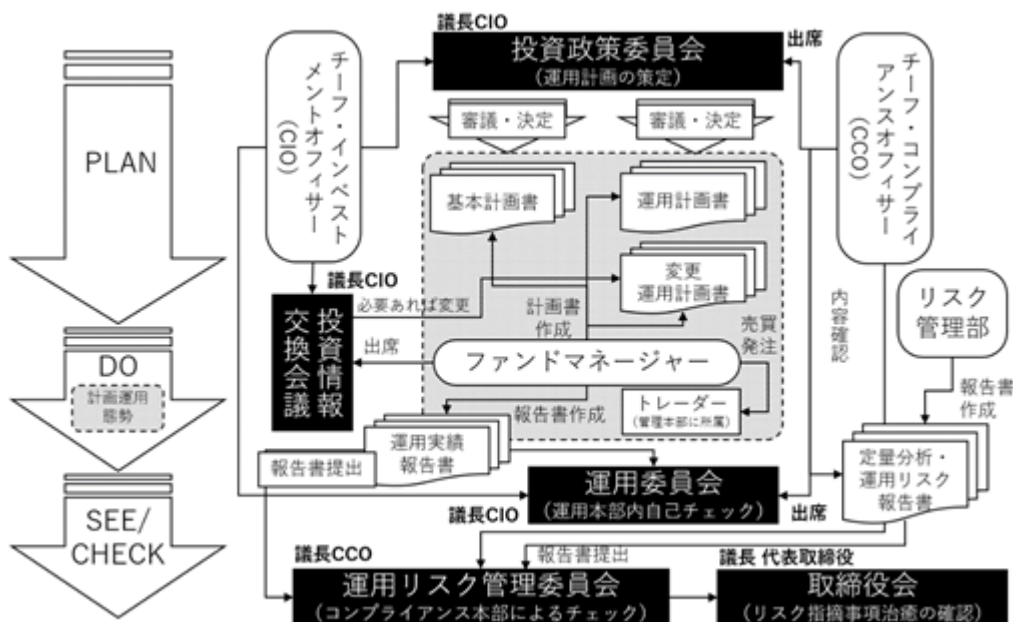 議長CIO
投資政策委員会
(運用計画の策定)
出席
チーフ・インベスト
メントオフィサー
(CIO)
チーフ・コンプライ
アンスオフィサー
(CCO)
PLAN
審議・決定
審議・決定
基本計画書
運用計画書
変更
運用計画書
議長CIO
必要あれば変更
計画書
作成
売買
発注
内容確認
リスク
管理部
投資情報
交換会議
出席
ファンドマネージャー
DO
計画運用
態勢
報告書作成
トレーダー
(管理本部に所属)
報告書
作成
運用実績
報告書
報告書提出
定量分析・
運用リスク
報告書
運用委員会
(運用本部内自己チェック)
議長CIO
出席
SEE/
CHECK
議長CCO
報告書提出
議長 代表取締役
運用リスク管理委員会
(コンプライアンス本部によるチェック)
取締役会
(リスク指摘事項治癒の確認)